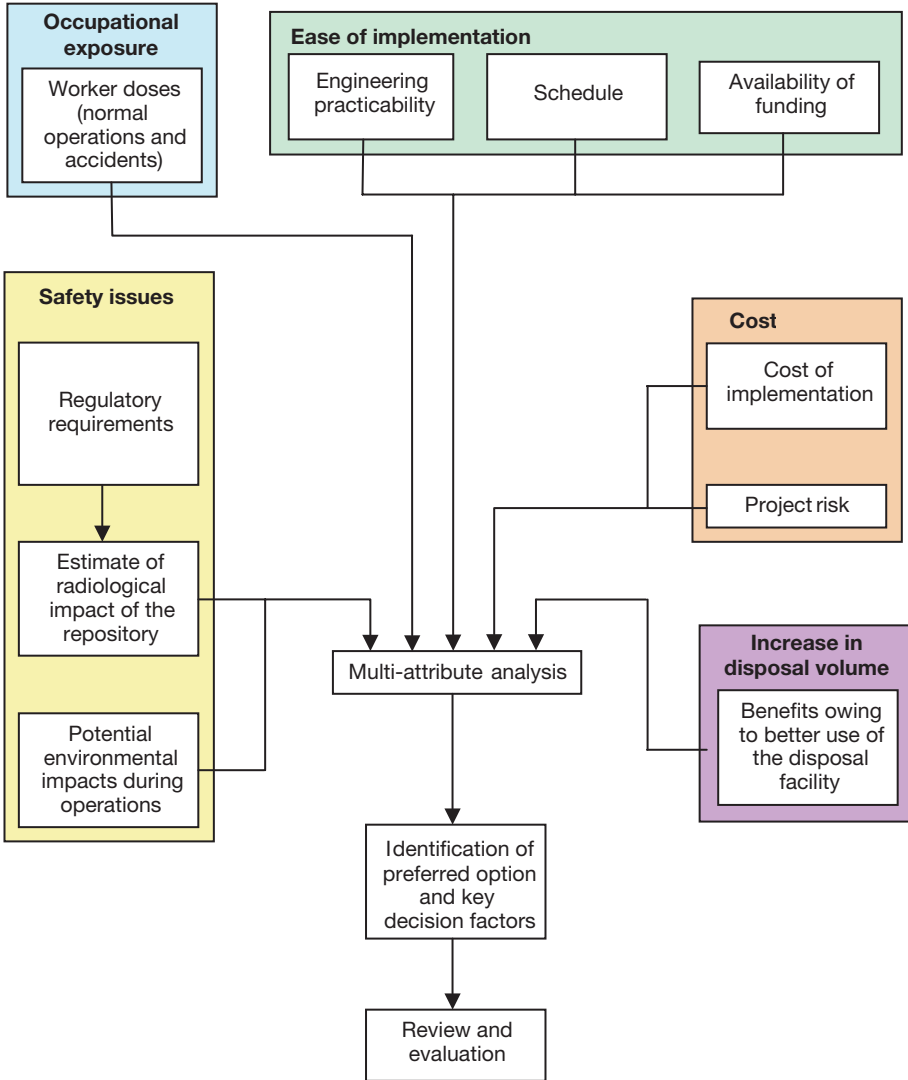 Occupational
exposure
Worker doses
(normal
operations and
accidents)
Ease of implementation
Engineering
practicability
Schedule
Availability of
funding
Safety issues
Regulatory
requirements
Estimate of
radiological
impact of the
repository
Potential
environmental
impacts during
operations
Cost
Cost of
implementation
Project risk
Increase in
disposal volume
Benefits owing
to better use of
the disposal
facility
Multi-attribute analysis
Identification of
preferred option
and key
decision factors
Review and
evaluation